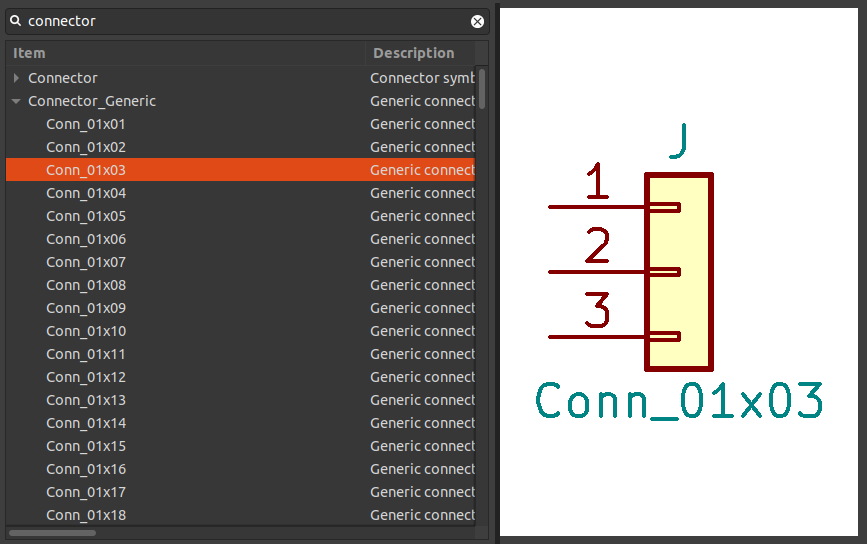 connector
Item Description
Connector Connector symb
Connector_Generic Generic connect
Conn_01x01 Generic connect
Conn_01x02 Generic connect
Conn_01x03 Generic connect
Conn_01x04 Generic connect
Conn_01x05 Generic connect
Conn_01x06 Generic connect
Conn_01x07 Generic connect
Conn_01x08 Generic connect
Conn_01x09 Generic connect
Conn_01x10 Generic connect
Conn_01x11 Generic connect
Conn_01x12 Generic connect
Conn_01x13 Generic connect
Conn_01x14 Generic connect
Conn_01x15 Generic connect
Conn_01x16 Generic connect
Conn_01x17 Generic connect
Conn_01x18 Generic connect
J
1
2
3
Conn_01x03